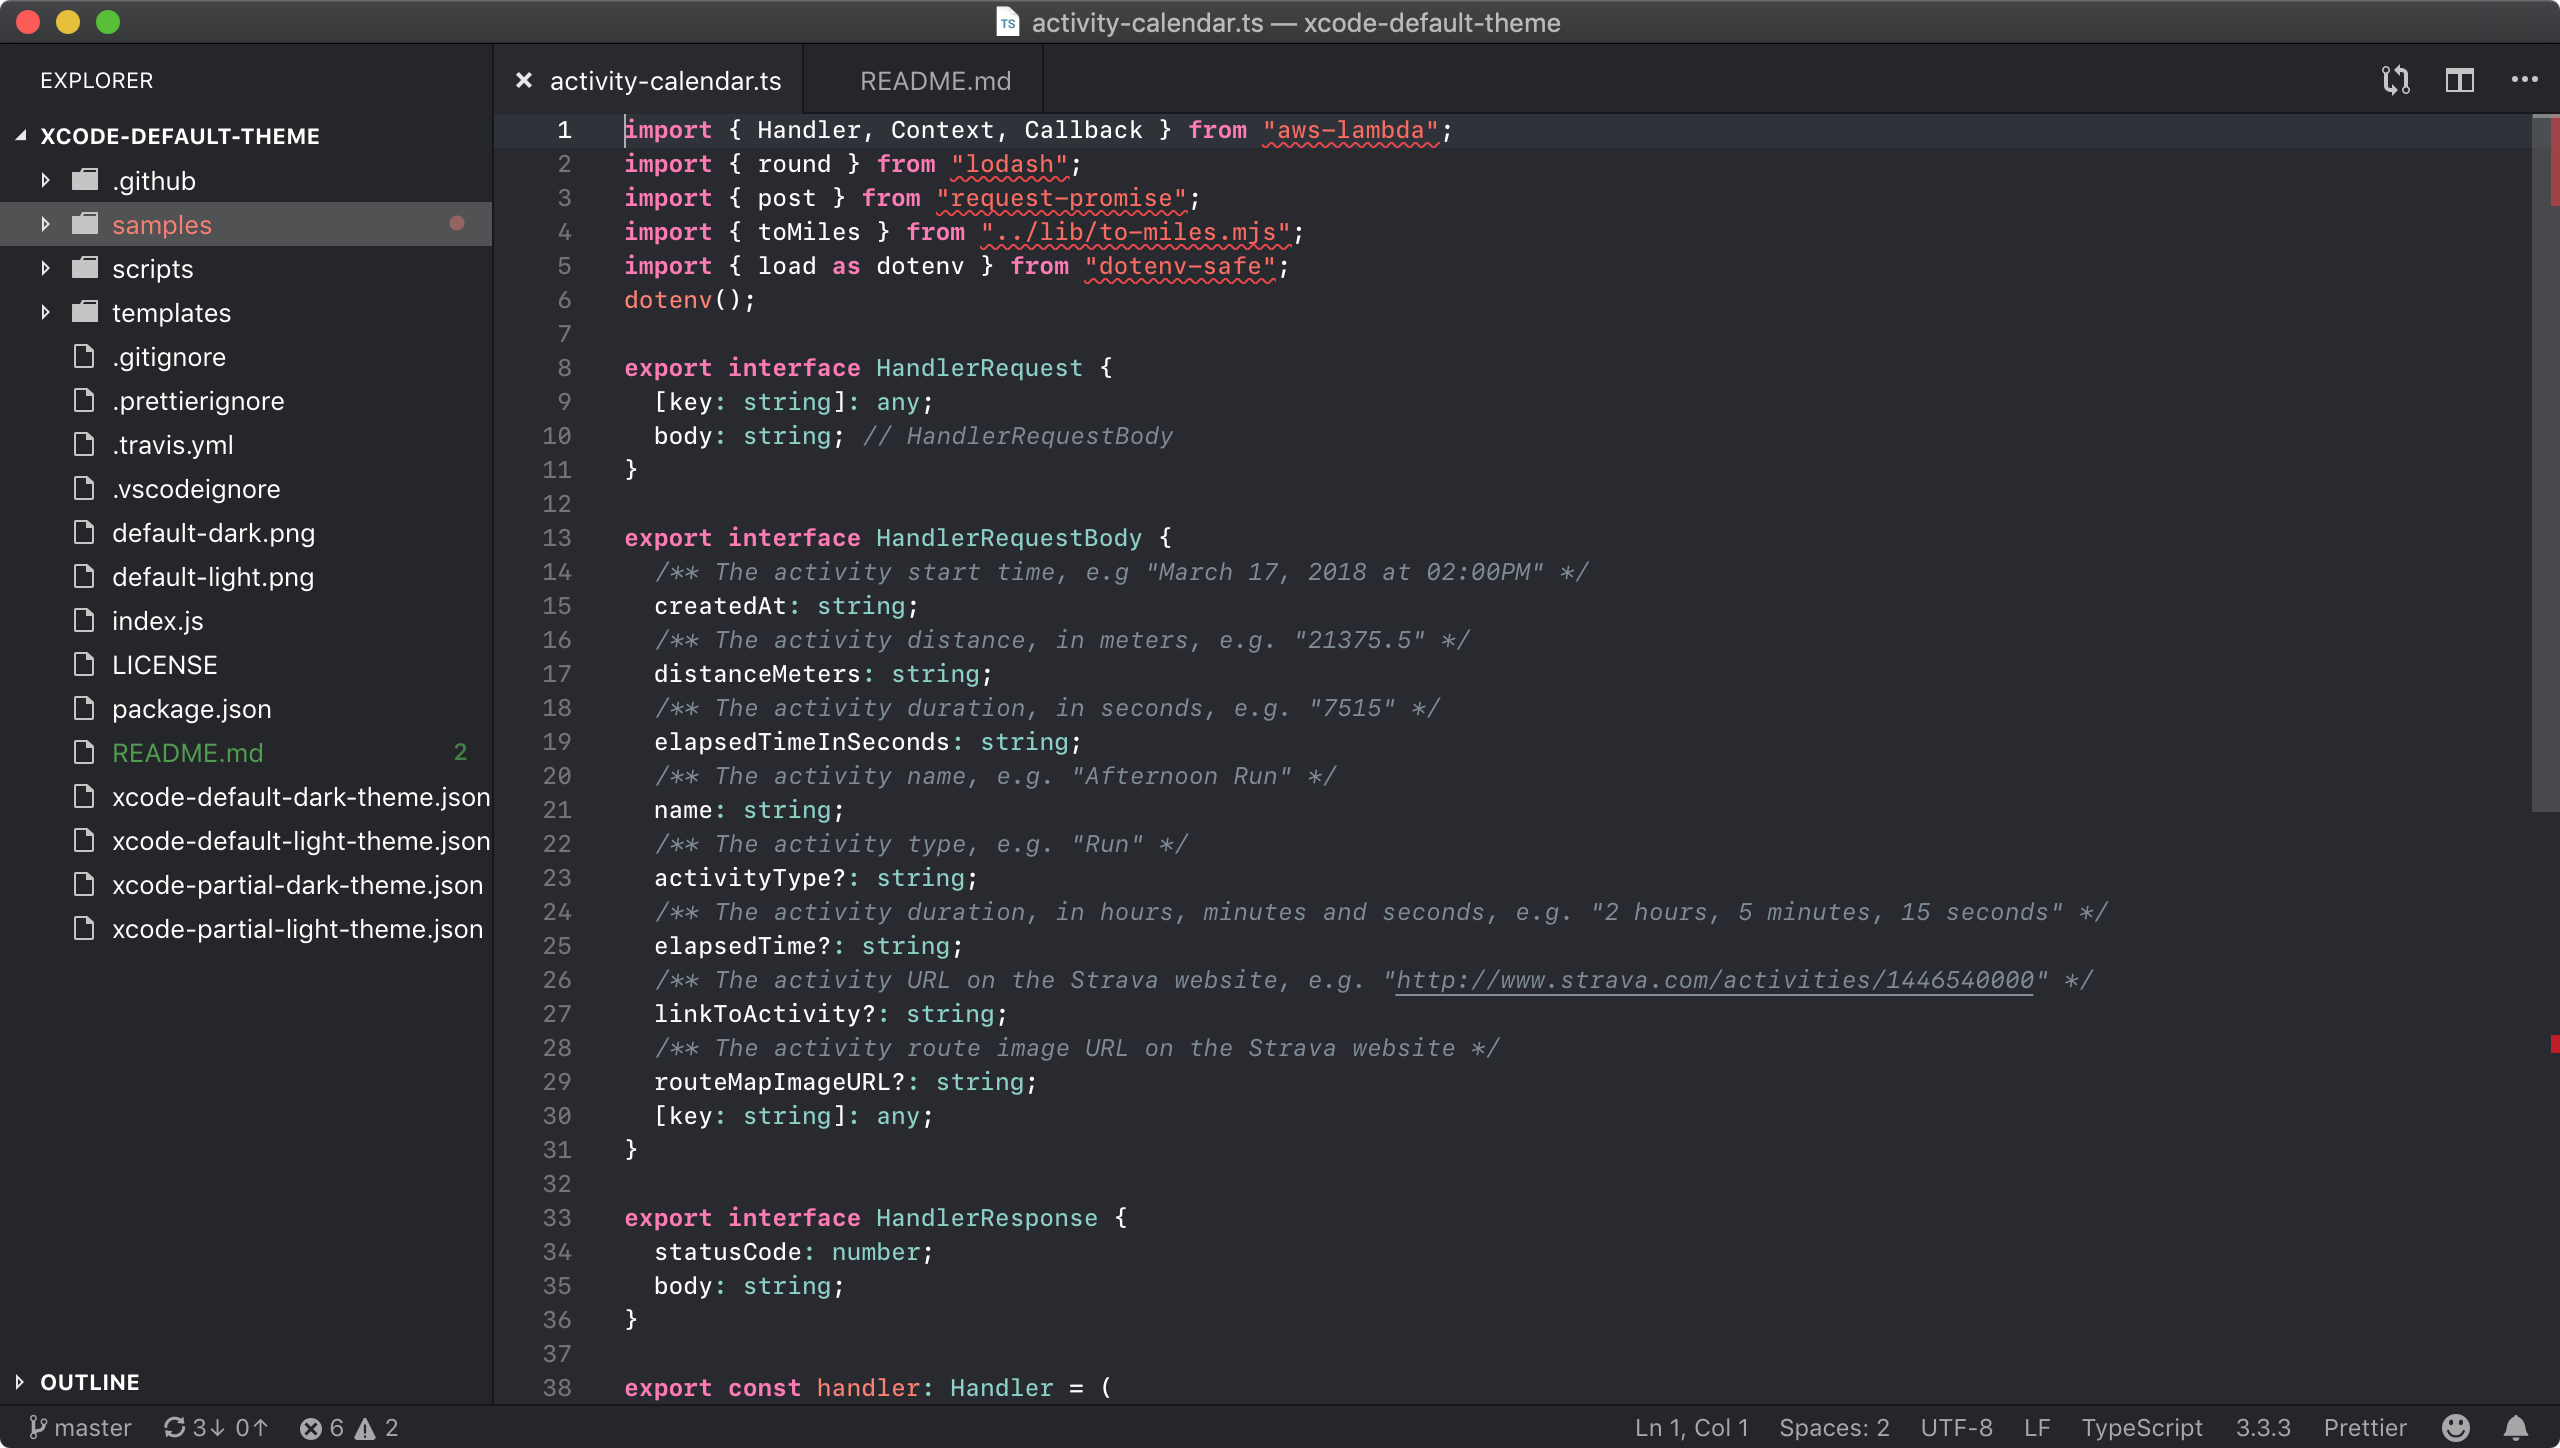 TS activity-calendar.ts — xcode-default-theme
EXPLORER
XCODE-DEFAULT-THEME
.github
samples
scripts
templates
.gitignore
.prettierignore
.travis.yml
.vscodeignore
default-dark.png
default-light.png
index.js
LICENSE
package.json
README.md 2
xcode-default-dark-theme.json
xcode-default-light-theme.json
xcode-partial-dark-theme.json
xcode-partial-light-theme.json
OUTLINE
activity-calendar.ts README.md
1 import { Handler, Context, Callback } from "aws-lambda";
2 import { round } from "lodash";
3 import { post } from "request-promise";
4 import { toMiles } from "../lib/to-miles.mjs";
5 import { load as dotenv } from "dotenv-safe";
6 dotenv();
7
8 export interface HandlerRequest {
9 [key: string]: any;
10 body: string; // HandlerRequestBody
11 }
12
13 export interface HandlerRequestBody {
14 /** The activity start time, e.g "March 17, 2018 at 02:00PM" */
15 createdAt: string;
16 /** The activity distance, in meters, e.g. "21375.5" */
17 distanceMeters: string;
18 /** The activity duration, in seconds, e.g. "7515" */
19 elapsedTimeInSeconds: string;
20 /** The activity name, e.g. "Afternoon Run" */
21 name: string;
22 /** The activity type, e.g. "Run" */
23 activityType?: string;
24 /** The activity duration, in hours, minutes and seconds, e.g. "2 hours, 5 minutes, 15 seconds" */
25 elapsedTime?: string;
26 /** The activity URL on the Strava website, e.g. "http://www.strava.com/activities/1446540000" */
27 linkToActivity?: string;
28 /** The activity route image URL on the Strava website */
29 routeMapImageURL?: string;
30 [key: string]: any;
31 }
32
33 export interface HandlerResponse {
34 statusCode: number;
35 body: string;
36 }
37
38 export const handler: Handler = (
master 3↓ 0↑ 6 2 Ln 1, Col 1 Spaces: 2 UTF-8 LF TypeScript 3.3.3 Prettier